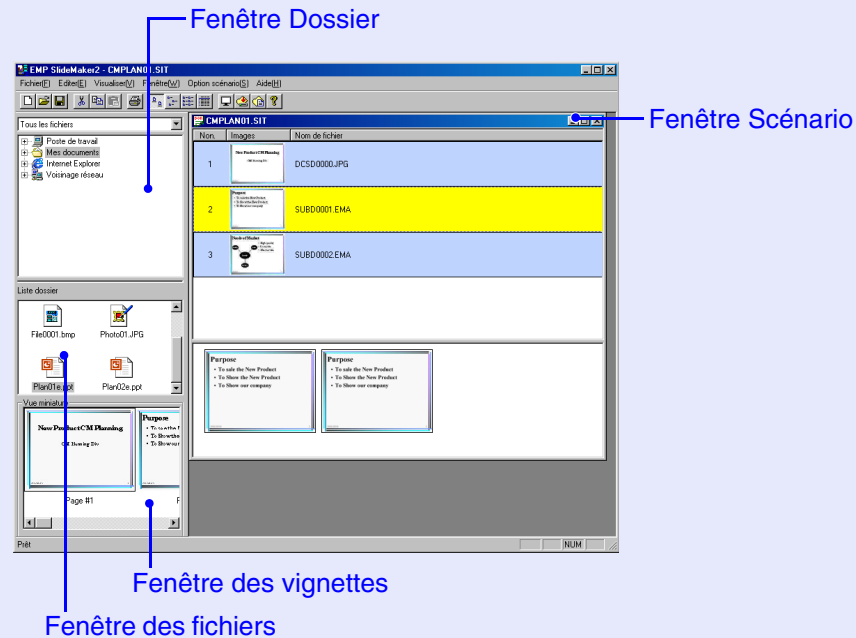 Fenêtre Dossier
EMP SlideMaker2 - CMPLAN01.SIT
Fichier[F] Editer[E] Visualiser[V] Fenêtre[W] Option scénario[S] Aide[H]
Fenêtre Scénario
Tous les fichiers
Poste de travail
Mes documents
Internet Explorer
Voisinage réseau
CMPLAN01.SIT
Non. Images Nom de fichier
1 New Product CM Planning DCSD0000.JPG
2 Purpose SUBD0001.EMA
3 SUBD0002.EMA
Liste dossier
File0001.bmp Photo01.JPG
Plan01e.ppt Plan02e.ppt
Purpose
• To sale the New Product
• To Show the New Product
• To Show our company
Purpose
• To sale the New Product
• To Show the New Product
• To Show our company
Vue miniature
New Product CM Planning
CM Planning Div
Purpose
Page #1
Prêt
NUM
Fenêtre des vignettes
Fenêtre des fichiers